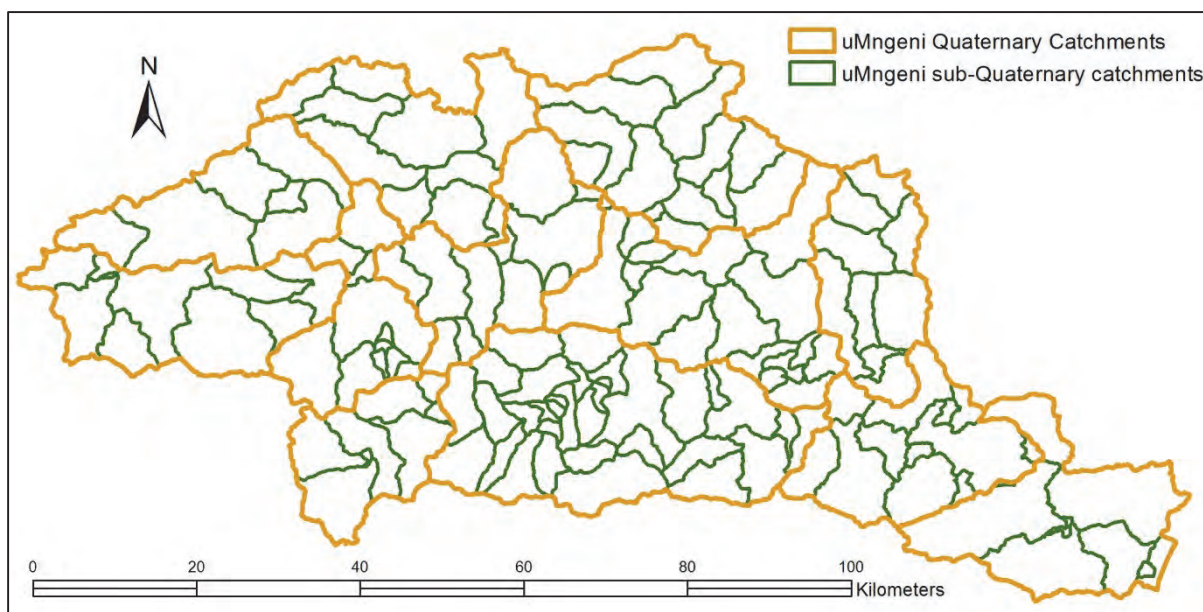 uMngeni Quaternary Catchments
uMngeni sub-Quaternary catchments
N
0 20 40 60 80 100
Kilometers